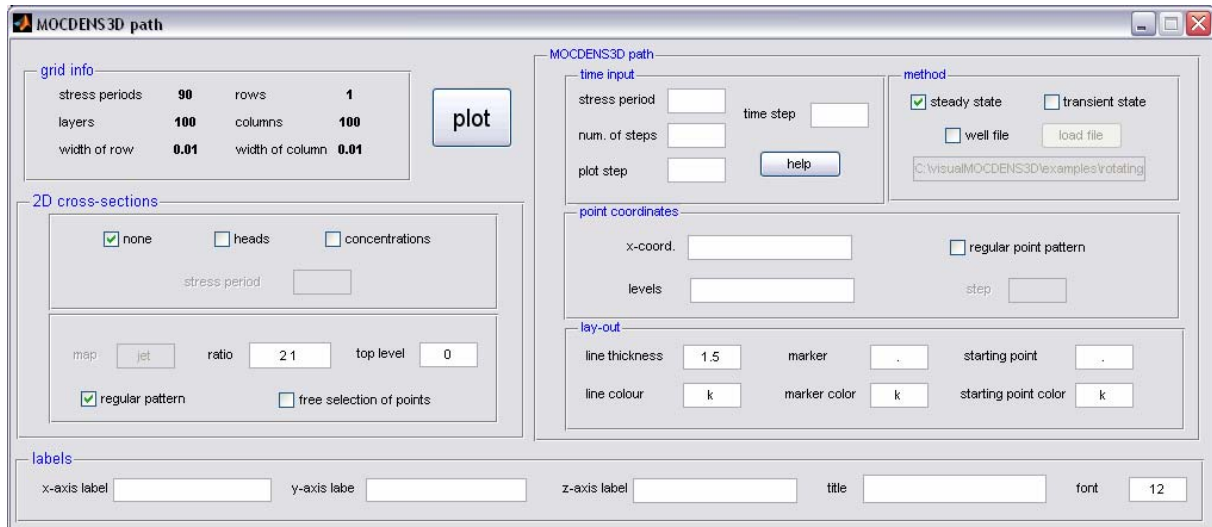 MOCDENS3D path
grid info
stress periods 90 rows 1
layers 100 columns 100
width of row 0.01 width of column 0.01
plot
2D cross-sections
none heads concentrations
stress period
map jet ratio 2 1 top level 0
regular pattern free selection of points
MOCDENS3D path
time input
stress period
time step
num. of steps
plot step
help
method
steady state transient state
well file load file
C:\visualMOCDENS3D\examples\rotating
point coordinates
x-coord. regular point pattern
levels step
lay-out
line thickness 1.5 marker . starting point .
line colour k marker color k starting point color k
labels
x-axis label y-axis labe z-axis label title font 12